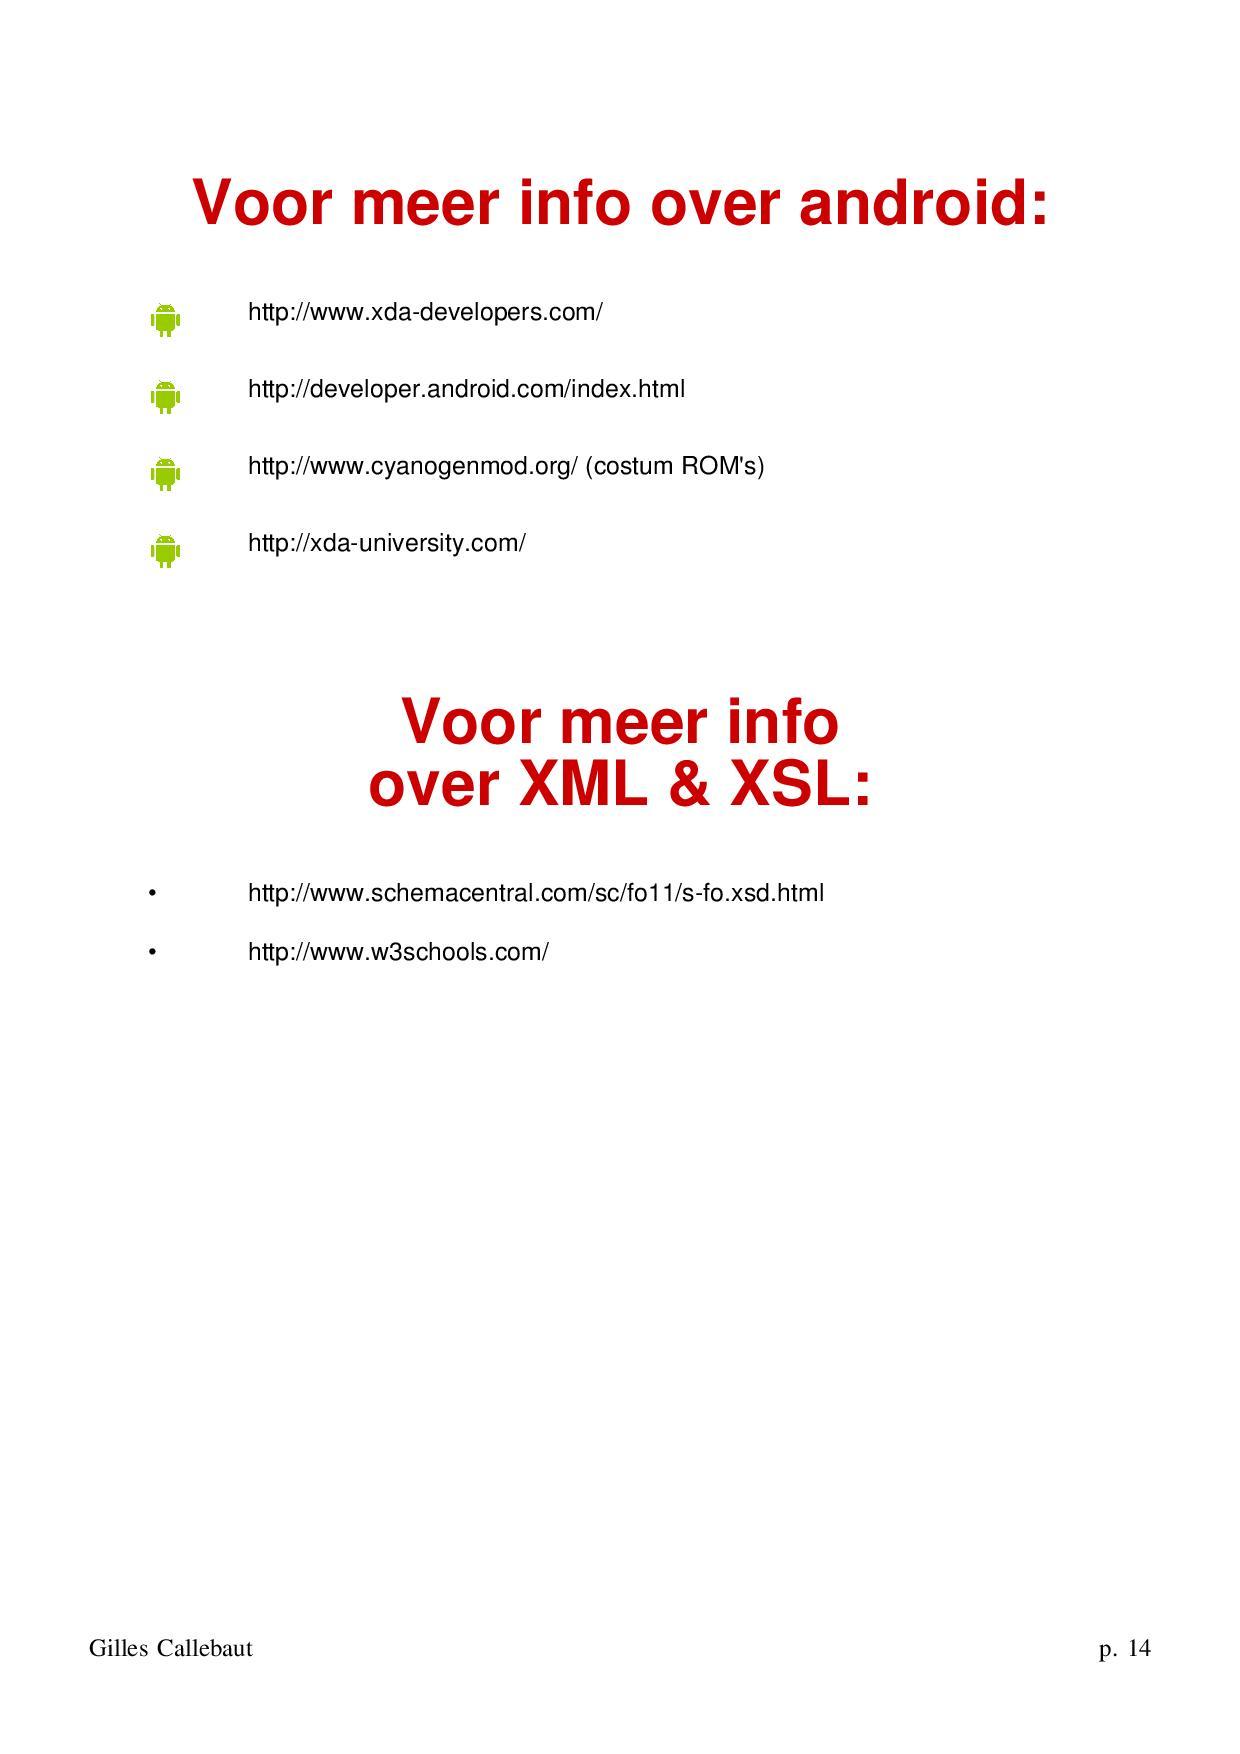 Voor meer info over android:
http://www.xda-developers.com/
http://developer.android.com/index.html
http://www.cyanogenmod.org/ (costum ROM's)
http://xda-university.com/
Voor meer info
over XML & XSL:
• http://www.schemacentral.com/sc/fo11/s-fo.xsd.html
• http://www.w3schools.com/
Gilles Callebaut p. 14